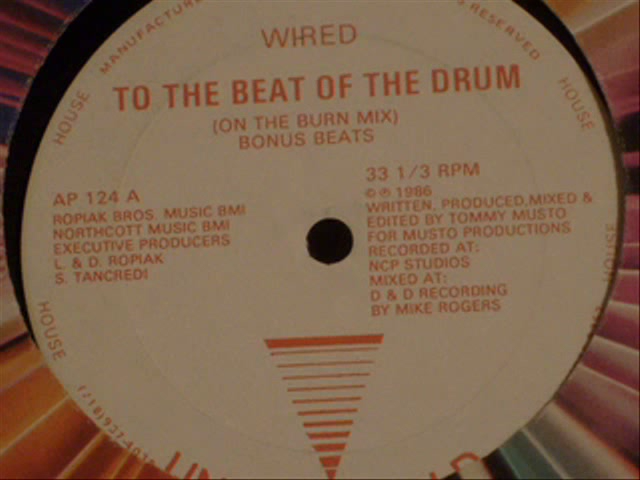 MANUFACTURE
S RESERVED
WIRED
TO THE BEAT OF THE DRUM
(ON THE BURN MIX)
BONUS BEATS
HOUSE
HOUSE
AP 124 A
ROPIAK BROS. MUSIC BMI
NORTHCOTT MUSIC BMI
EXECUTIVE PRODUCERS
L. & D. ROPIAK
S. TANCREDI
33 1/3 RPM
© ℗ 1986
WRITTEN, PRODUCED,MIXED &
EDITED BY TOMMY MUSTO
FOR MUSTO PRODUCTIONS
RECORDED AT:
NCP STUDIOS
MIXED AT:
D & D RECORDING
BY MIKE ROGERS
HOUSE
HOUSE